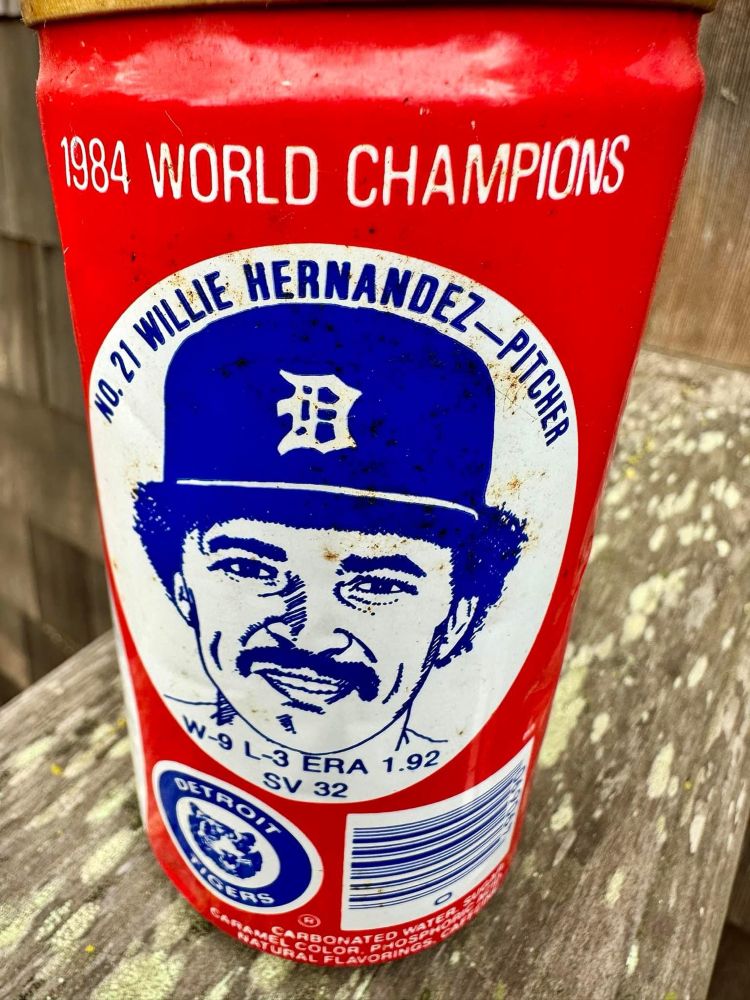 1984 WORLD CHAMPIONS
NO. 21 WILLIE HERNANDEZ—PITCHER
D
W-9 L-3 ERA 1.92
SV 32
DETROIT
TIGERS
®
CARBONATED WATER, SUGAR,
CARAMEL COLOR, PHOSPHORIC
NATURAL FLAVORINGS,